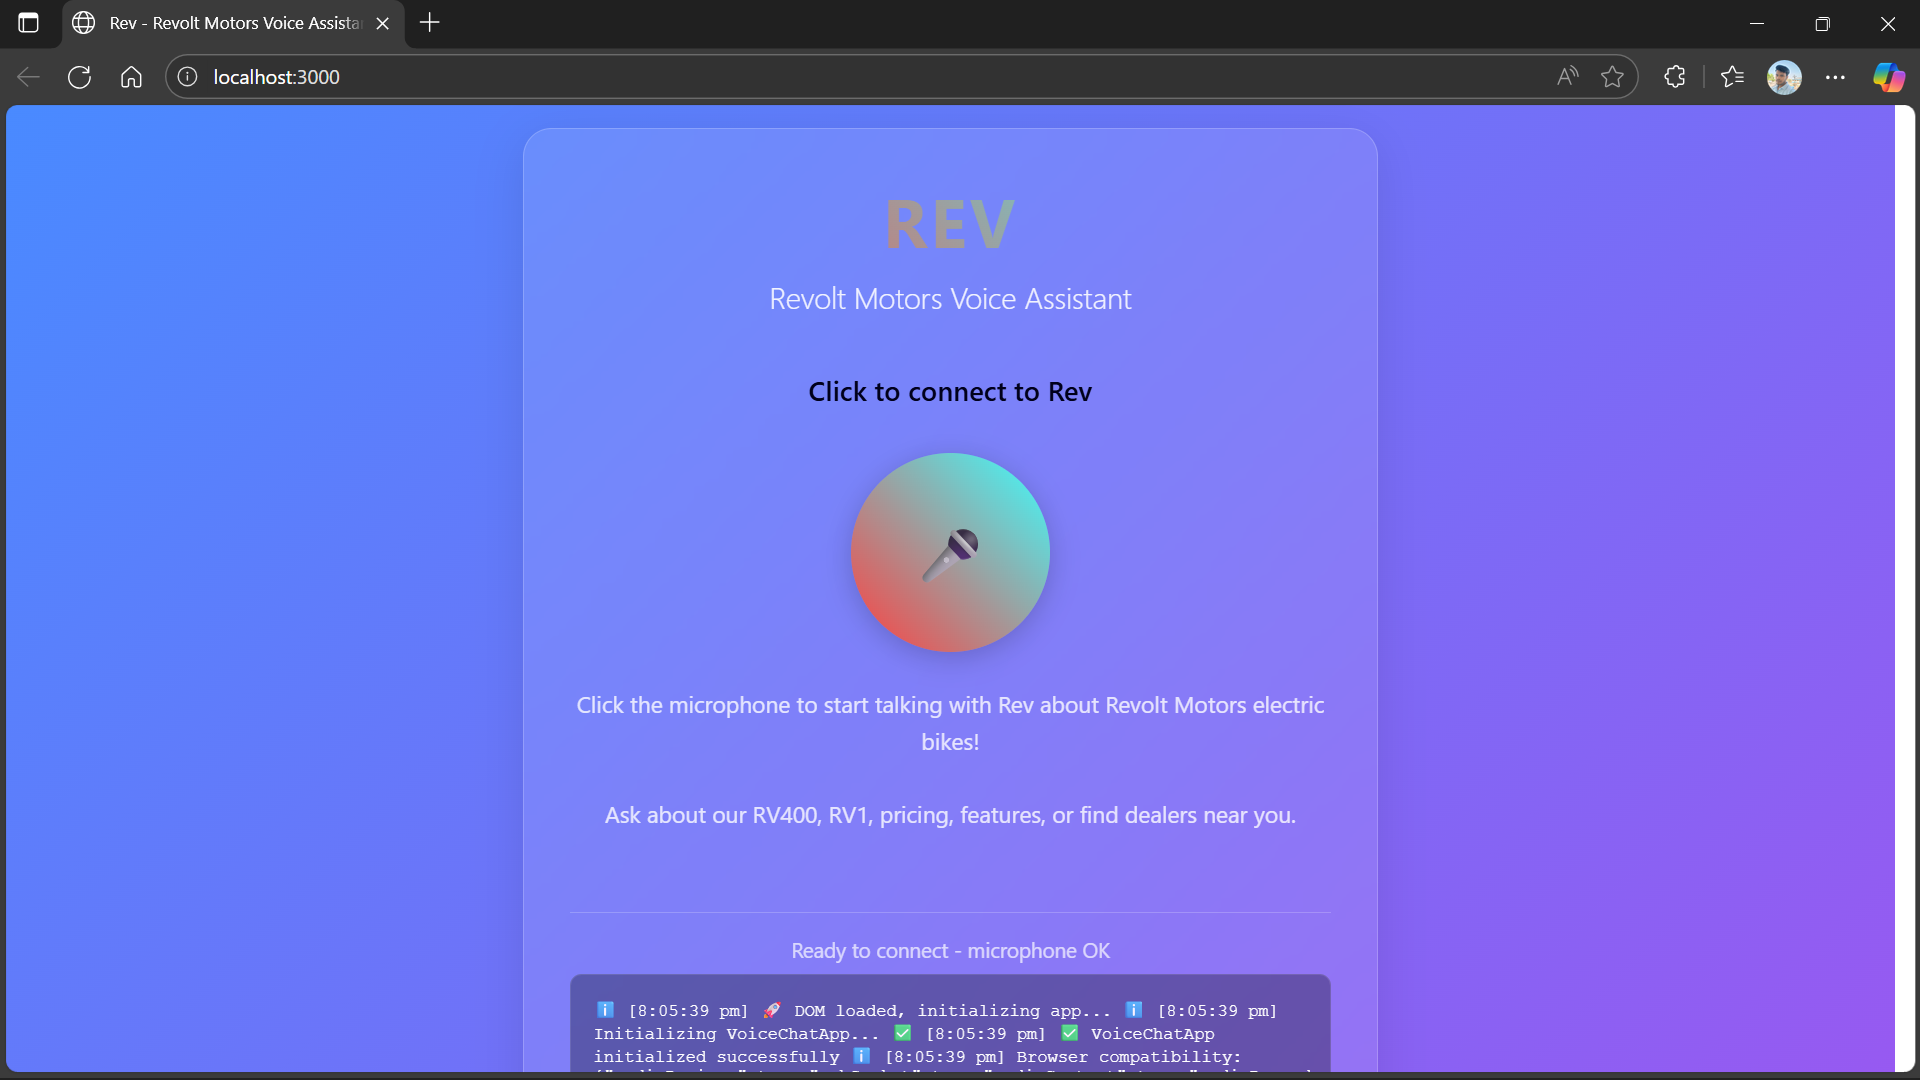 Rev - Revolt Motors Voice Assista
localhost:3000
REV
Revolt Motors Voice Assistant
Click to connect to Rev
Click the microphone to start talking with Rev about Revolt Motors electric
bikes!
Ask about our RV400, RV1, pricing, features, or find dealers near you.
Ready to connect - microphone OK
ℹ️ [8:05:39 pm] 🚀 DOM loaded, initializing app... ℹ️ [8:05:39 pm]
Initializing VoiceChatApp... ✅ [8:05:39 pm] ✅ VoiceChatApp
initialized successfully ℹ️ [8:05:39 pm] Browser compatibility: